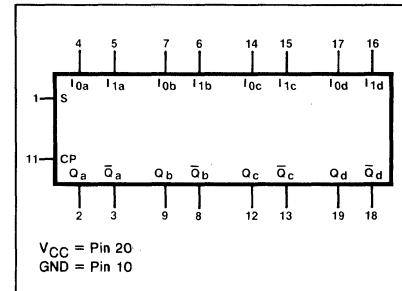 4 5 7 6 14 15 17 16
I0a I1a I0b I1b I0c I1c I0d I1d
1 S
11 CP
Qa Q̅a Qb Q̅b Qc Q̅c Qd Q̅d
2 3 9 8 12 13 19 18
VCC = Pin 20
GND = Pin 10